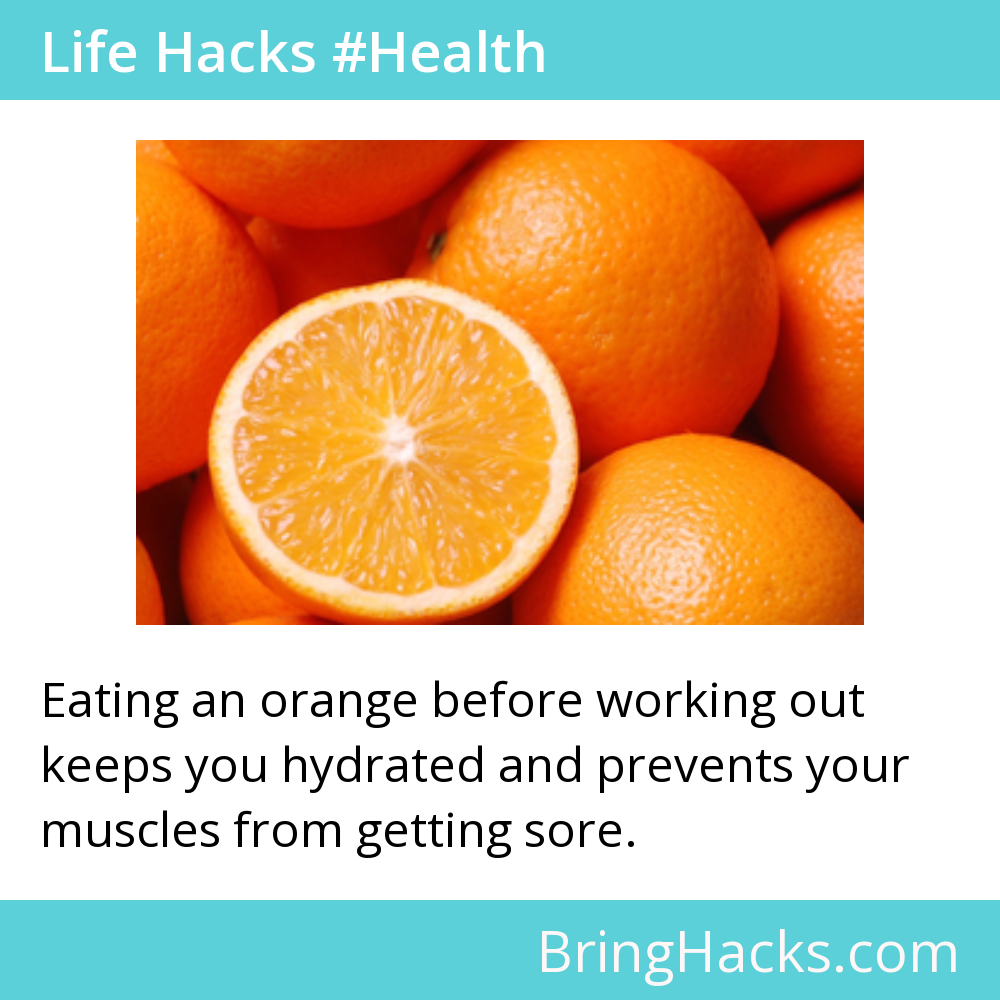 Life Hacks #Health
Eating an orange before working out
keeps you hydrated and prevents your
muscles from getting sore.
BringHacks.com